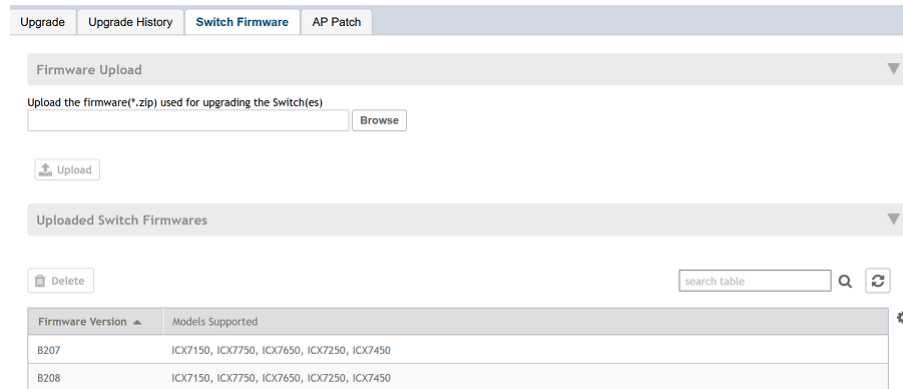 Upgrade Upgrade History Switch Firmware AP Patch
Firmware Upload
Upload the firmware(*.zip) used for upgrading the Switch(es)
Browse
Upload
Uploaded Switch Firmwares
Delete search table
Firmware Version Models Supported
B207 ICX7150, ICX7750, ICX7650, ICX7250, ICX7450
B208 ICX7150, ICX7750, ICX7650, ICX7250, ICX7450